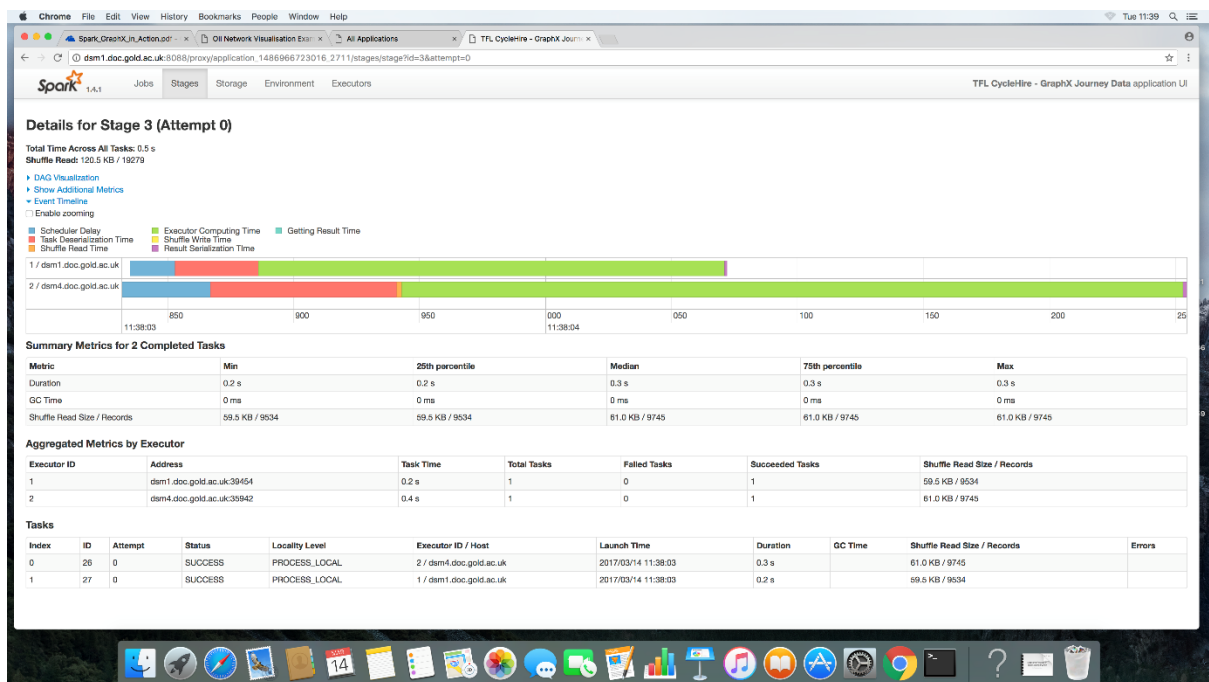 Chrome File Edit View History Bookmarks People Window Help Tue 11:39
Spark_GraphX_in_Action.pdf - OII Network Visualisation Exam All Applications TFL CycleHire - GraphX Journ
dsm1.doc.gold.ac.uk:8088/proxy/application_1486966723016_2711/stages/stage?id=3&attempt=0
Spark 1.4.1 Jobs Stages Storage Environment Executors TFL CycleHire - GraphX Journey Data application UI
Details for Stage 3 (Attempt 0)
Total Time Across All Tasks: 0.5 s
Shuffle Read: 120.5 KB / 19279
DAG Visualization
Show Additional Metrics
Event Timeline
Enable zooming
Scheduler Delay Executor Computing Time Getting Result Time
Task Deserialization Time Shuffle Write Time
Shuffle Read Time Result Serialization Time
1 / dsm1.doc.gold.ac.uk
2 / dsm4.doc.gold.ac.uk
850 900 950 000 050 100 150 200 25
11:38:03 11:38:04
Summary Metrics for 2 Completed Tasks
Metric Min 25th percentile Median 75th percentile Max
Duration 0.2 s 0.2 s 0.3 s 0.3 s 0.3 s
GC Time 0 ms 0 ms 0 ms 0 ms 0 ms
Shuffle Read Size / Records 59.5 KB / 9534 59.5 KB / 9534 61.0 KB / 9745 61.0 KB / 9745 61.0 KB / 9745
Aggregated Metrics by Executor
Executor ID Address Task Time Total Tasks Failed Tasks Succeeded Tasks Shuffle Read Size / Records
1 dsm1.doc.gold.ac.uk:39454 0.2 s 1 0 1 59.5 KB / 9534
2 dsm4.doc.gold.ac.uk:35942 0.4 s 1 0 1 61.0 KB / 9745
Tasks
Index ID Attempt Status Locality Level Executor ID / Host Launch Time Duration GC Time Shuffle Read Size / Records Errors
0 26 0 SUCCESS PROCESS_LOCAL 2 / dsm4.doc.gold.ac.uk 2017/03/14 11:38:03 0.3 s 61.0 KB / 9745
1 27 0 SUCCESS PROCESS_LOCAL 1 / dsm1.doc.gold.ac.uk 2017/03/14 11:38:03 0.2 s 59.5 KB / 9534
14